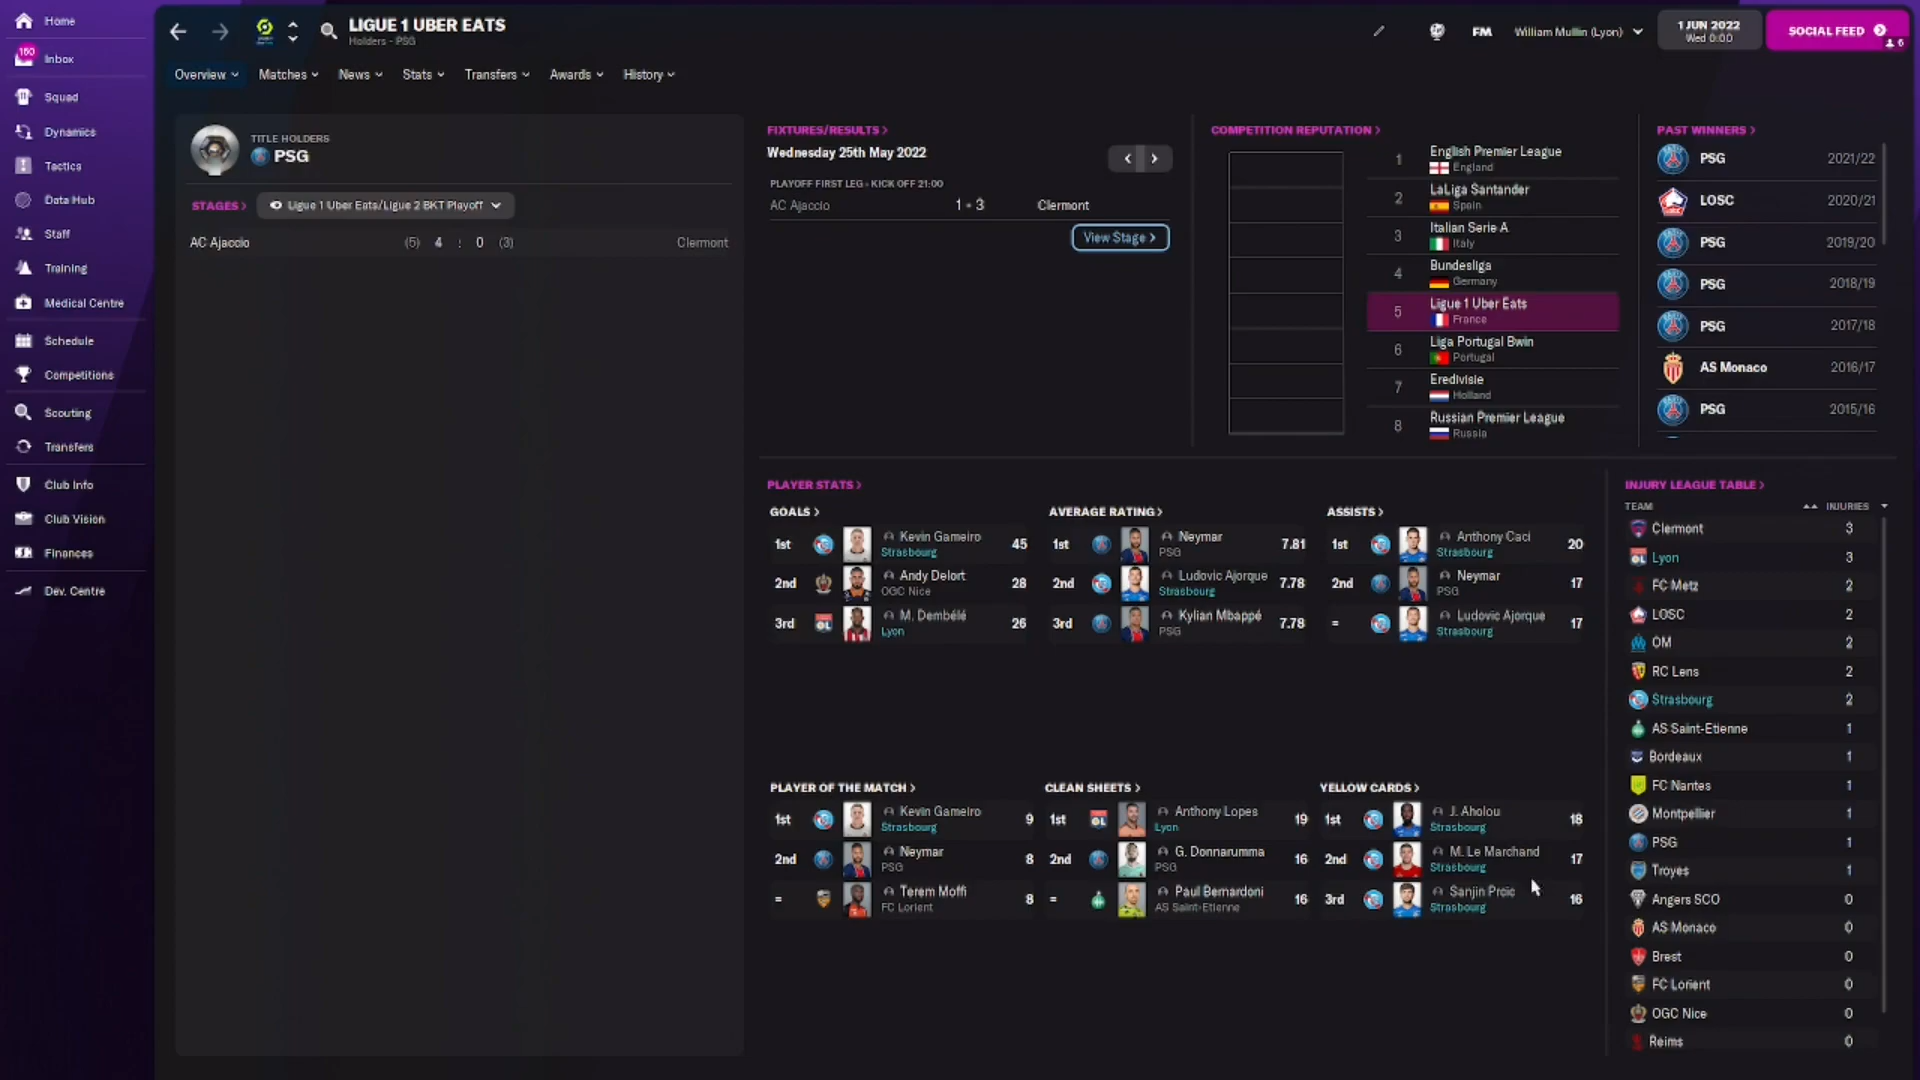 LIGUE 1 UBER EATS
Holders - PSG
William Mullin (Lyon)
FM
1 JUN 2022
Wed 0:00
SOCIAL FEED
6
Home
160
Inbox
Squad
Dynamics
Tactics
Data Hub
Staff
Training
Medical Centre
Schedule
Competitions
Scouting
Transfers
Club Info
Club Vision
Finances
Dev. Centre
Overview Matches News Stats Transfers Awards History
TITLE HOLDERS
PSG
STAGES > Ligue 1 Uber Eats/Ligue 2 BKT Playoff
AC Ajaccio (5) 4 : 0 (3) Clermont
FIXTURES/RESULTS >
Wednesday 25th May 2022
PLAYOFF FIRST LEG - KICK OFF 21:00
AC Ajaccio 1 - 3 Clermont
View Stage >
COMPETITION REPUTATION >
1 English Premier League
England
2 LaLiga Santander
Spain
3 Italian Serie A
Italy
4 Bundesliga
Germany
5 Ligue 1 Uber Eats
France
6 Liga Portugal Bwin
Portugal
7 Eredivisie
Holland
8 Russian Premier League
Russia
PAST WINNERS >
PSG 2021/22
LOSC 2020/21
PSG 2019/20
PSG 2018/19
PSG 2017/18
AS Monaco 2016/17
PSG 2015/16
PLAYER STATS >
GOALS >
1st Kevin Gameiro 45
Strasbourg
2nd Andy Delort 28
OGC Nice
3rd M. Dembélé 26
Lyon
AVERAGE RATING >
1st Neymar 7.81
PSG
2nd Ludovic Ajorque 7.78
Strasbourg
3rd Kylian Mbappé 7.78
PSG
ASSISTS >
1st Anthony Caci 20
Strasbourg
2nd Neymar 17
PSG
= Ludovic Ajorque 17
Strasbourg
PLAYER OF THE MATCH >
1st Kevin Gameiro 9
Strasbourg
2nd Neymar 8
PSG
= Terem Moffi 8
FC Lorient
CLEAN SHEETS >
1st Anthony Lopes 19
Lyon
2nd G. Donnarumma 16
PSG
= Paul Bernardoni 16
AS Saint-Etienne
YELLOW CARDS >
1st J. Aholou 18
Strasbourg
2nd M. Le Marchand 17
Strasbourg
3rd Sanjin Prcic 16
Strasbourg
INJURY LEAGUE TABLE >
TEAM INJURIES
Clermont 3
Lyon 3
FC Metz 2
LOSC 2
OM 2
RC Lens 2
Strasbourg 2
AS Saint-Etienne 1
Bordeaux 1
FC Nantes 1
Montpellier 1
PSG 1
Troyes 1
Angers SCO 0
AS Monaco 0
Brest 0
FC Lorient 0
OGC Nice 0
Reims 0